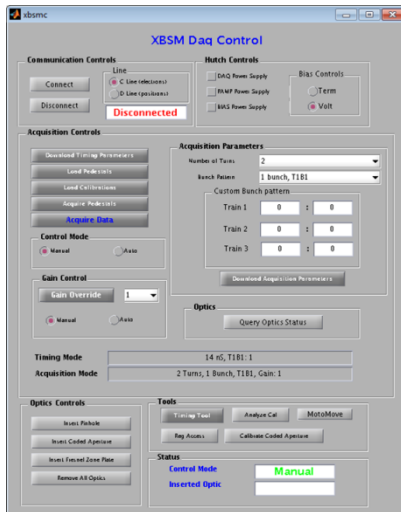 xbsmc
XBSM Daq Control
Communication Controls
Line
Connect
C Line (electrons)
D Line (positrons)
Disconnect
Disconnected
Hutch Controls
DAQ Power Supply
PAMP Power Supply
BIAS Power Supply
Bias Controls
Term
Volt
Acquisition Controls
Download Timing Parameters
Load Pedestals
Load Calibrations
Acquire Pedestals
Acquire Data
Control Mode
Manual Auto
Gain Control
Gain Override 1
Manual Auto
Acquisition Parameters
Number of Turns 2
Bunch Pattern 1 bunch, T1B1
Custom Bunch pattern
Train 1 0 : 0
Train 2 0 : 0
Train 3 0 : 0
Download Acquisition Parameters
Optics
Query Optics Status
Timing Mode 14 nS, T1B1: 1
Acquisition Mode 2 Turns, 1 Bunch, T1B1, Gain: 1
Optics Controls
Insert Pinhole
Insert Coded Aperture
Insert Fresnel Zone Plate
Remove All Optics
Tools
Timing Tool Analyze Cal MotoMove
Reg Access Calibrate Coded Aperture
Status
Control Mode Manual
Inserted Optic